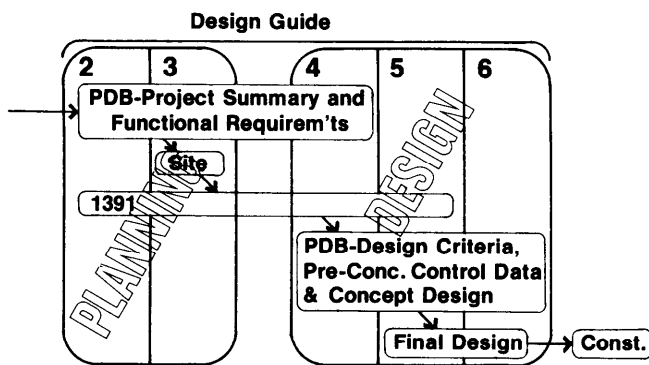 Design Guide
2 3 4 5 6
PDB-Project Summary and
Functional Requirem'ts
Site
1391
PLANNING
DESIGN
PDB-Design Criteria,
Pre-Conc. Control Data
& Concept Design
Final Design
Const.